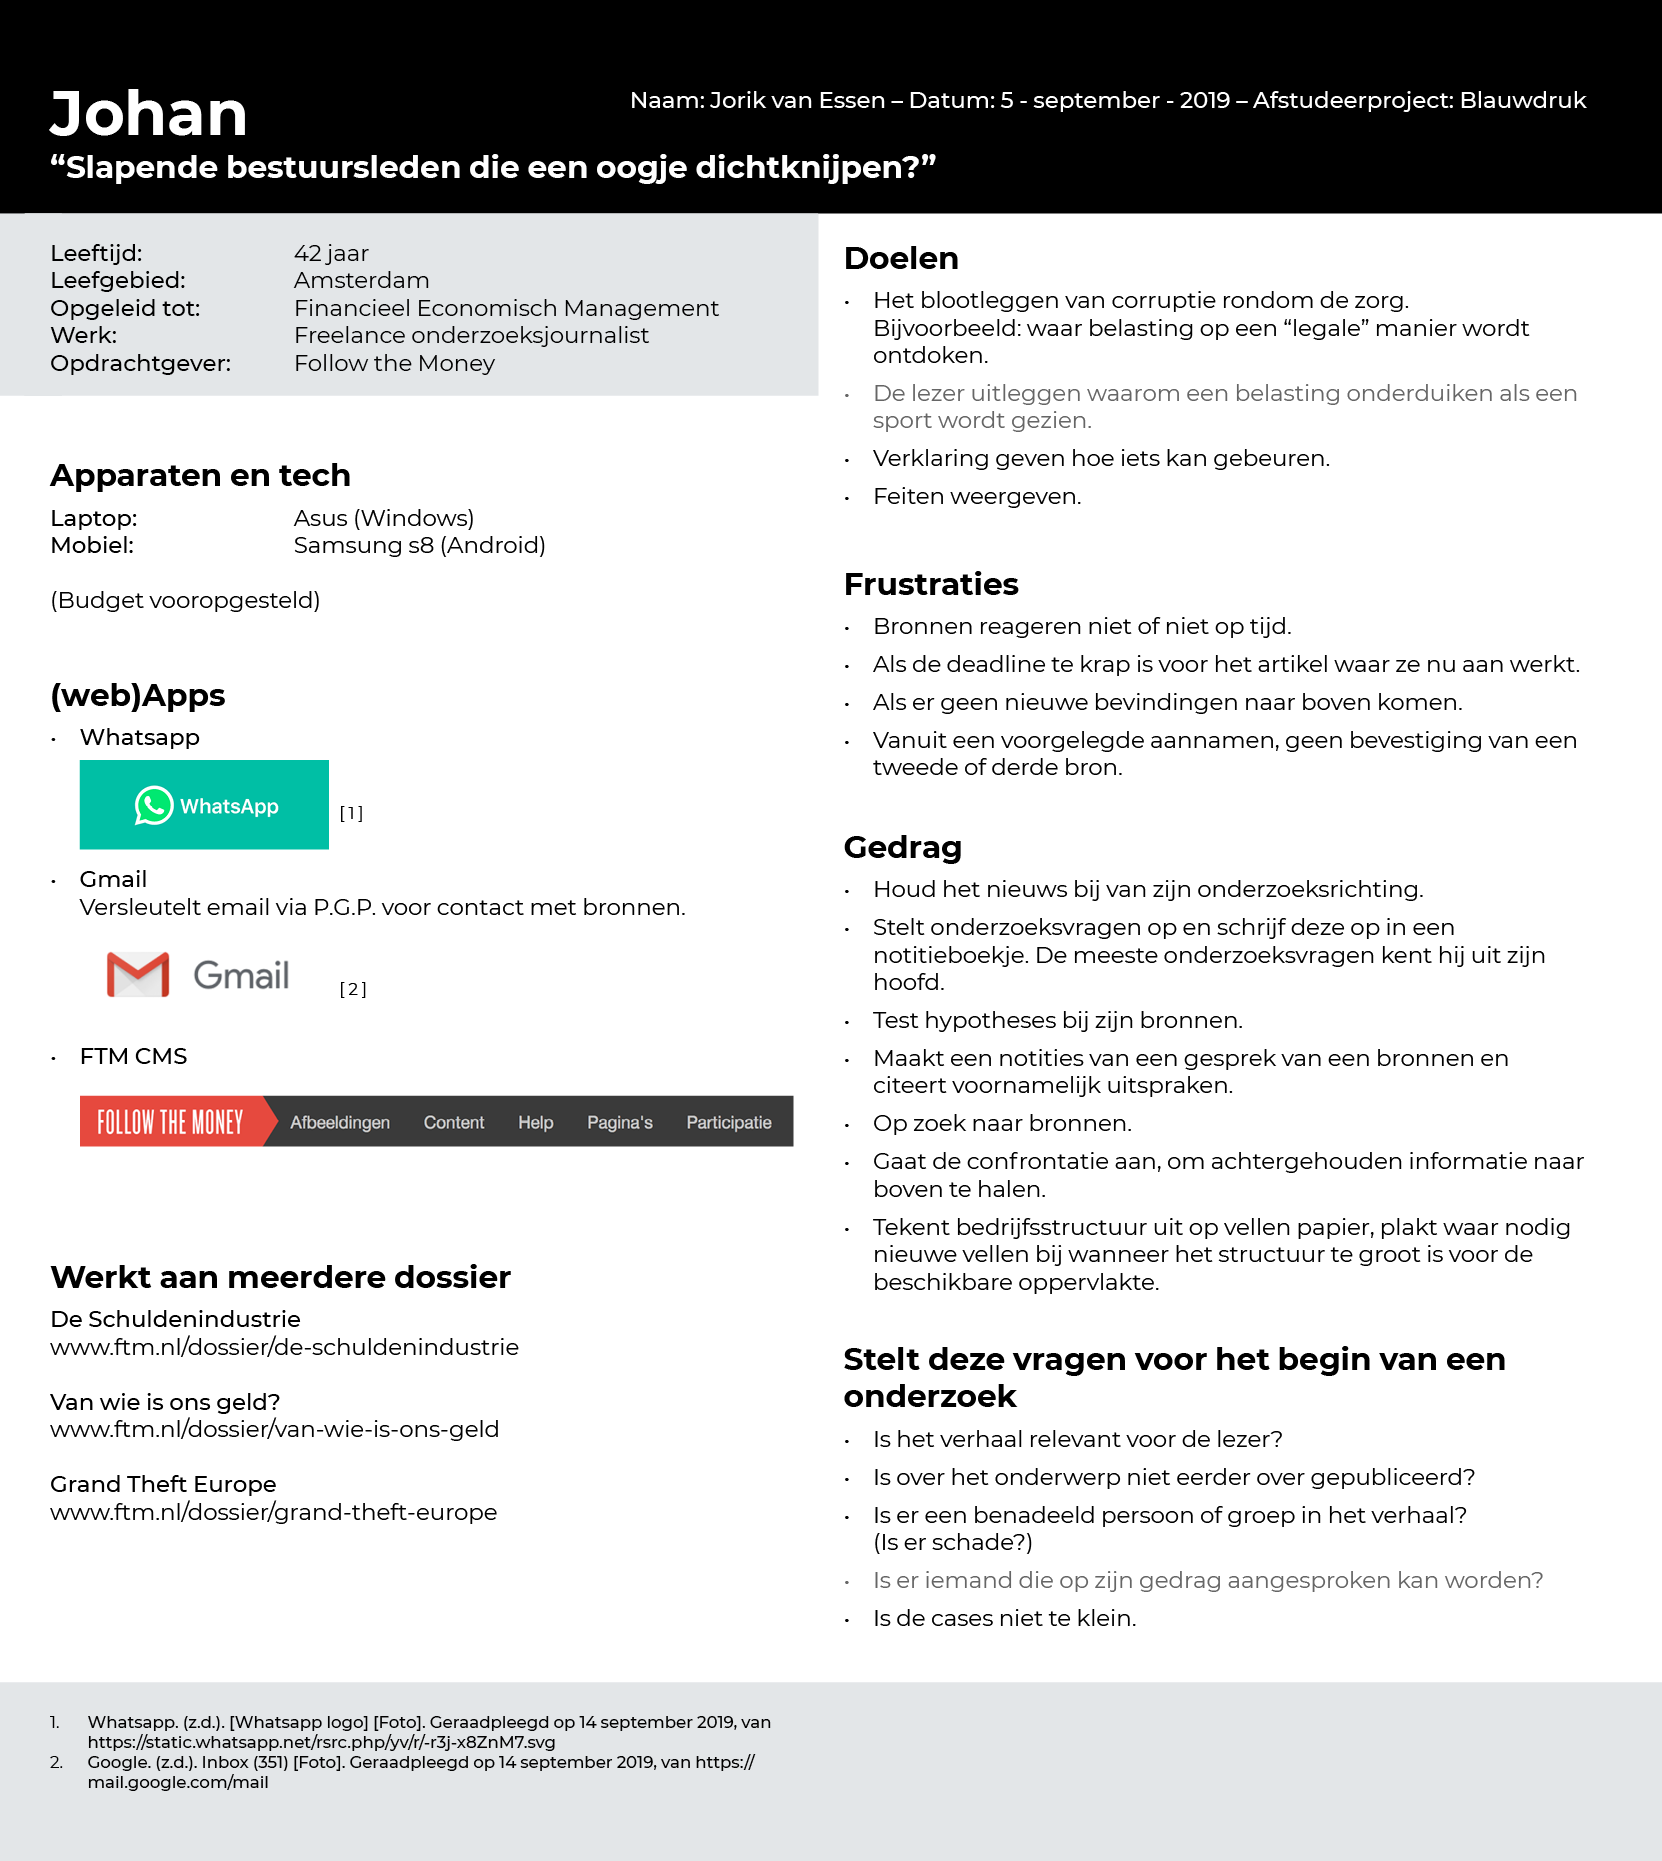 Johan
Naam: Jorik van Essen – Datum: 5 - september - 2019 – Afstudeerproject: Blauwdruk
“Slapende bestuursleden die een oogje dichtknijpen?”
Leeftijd: 42 jaar
Leefgebied: Amsterdam
Opgeleid tot: Financieel Economisch Management
Werk: Freelance onderzoeksjournalist
Opdrachtgever: Follow the Money
Apparaten en tech
Laptop: Asus (Windows)
Mobiel: Samsung s8 (Android)
(Budget vooropgesteld)
(web)Apps
• Whatsapp
WhatsApp [1]
• Gmail
Versleutelt email via P.G.P. voor contact met bronnen.
Gmail [2]
• FTM CMS
FOLLOW THE MONEY Afbeeldingen Content Help Pagina's Participatie
Werkt aan meerdere dossier
De Schuldenindustrie
www.ftm.nl/dossier/de-schuldenindustrie
Van wie is ons geld?
www.ftm.nl/dossier/van-wie-is-ons-geld
Grand Theft Europe
www.ftm.nl/dossier/grand-theft-europe
Doelen
• Het blootleggen van corruptie rondom de zorg.
Bijvoorbeeld: waar belasting op een “legale” manier wordt
ontdoken.
• De lezer uitleggen waarom een belasting onderduiken als een
sport wordt gezien.
• Verklaring geven hoe iets kan gebeuren.
• Feiten weergeven.
Frustraties
• Bronnen reageren niet of niet op tijd.
• Als de deadline te krap is voor het artikel waar ze nu aan werkt.
• Als er geen nieuwe bevindingen naar boven komen.
• Vanuit een voorgelegde aannamen, geen bevestiging van een
tweede of derde bron.
Gedrag
• Houd het nieuws bij van zijn onderzoeksrichting.
• Stelt onderzoeksvragen op en schrijf deze op in een
notitieboekje. De meeste onderzoeksvragen kent hij uit zijn
hoofd.
• Test hypotheses bij zijn bronnen.
• Maakt een notities van een gesprek van een bronnen en
citeert voornamelijk uitspraken.
• Op zoek naar bronnen.
• Gaat de confrontatie aan, om achtergehouden informatie naar
boven te halen.
• Tekent bedrijfsstructuur uit op vellen papier, plakt waar nodig
nieuwe vellen bij wanneer het structuur te groot is voor de
beschikbare oppervlakte.
Stelt deze vragen voor het begin van een
onderzoek
• Is het verhaal relevant voor de lezer?
• Is over het onderwerp niet eerder over gepubliceerd?
• Is er een benadeeld persoon of groep in het verhaal?
(Is er schade?)
• Is er iemand die op zijn gedrag aangesproken kan worden?
• Is de cases niet te klein.
1. Whatsapp. (z.d.). [Whatsapp logo] [Foto]. Geraadpleegd op 14 september 2019, van
https://static.whatsapp.net/rsrc.php/yv/r/-r3j-x8ZnM7.svg
2. Google. (z.d.). Inbox (351) [Foto]. Geraadpleegd op 14 september 2019, van https://
mail.google.com/mail